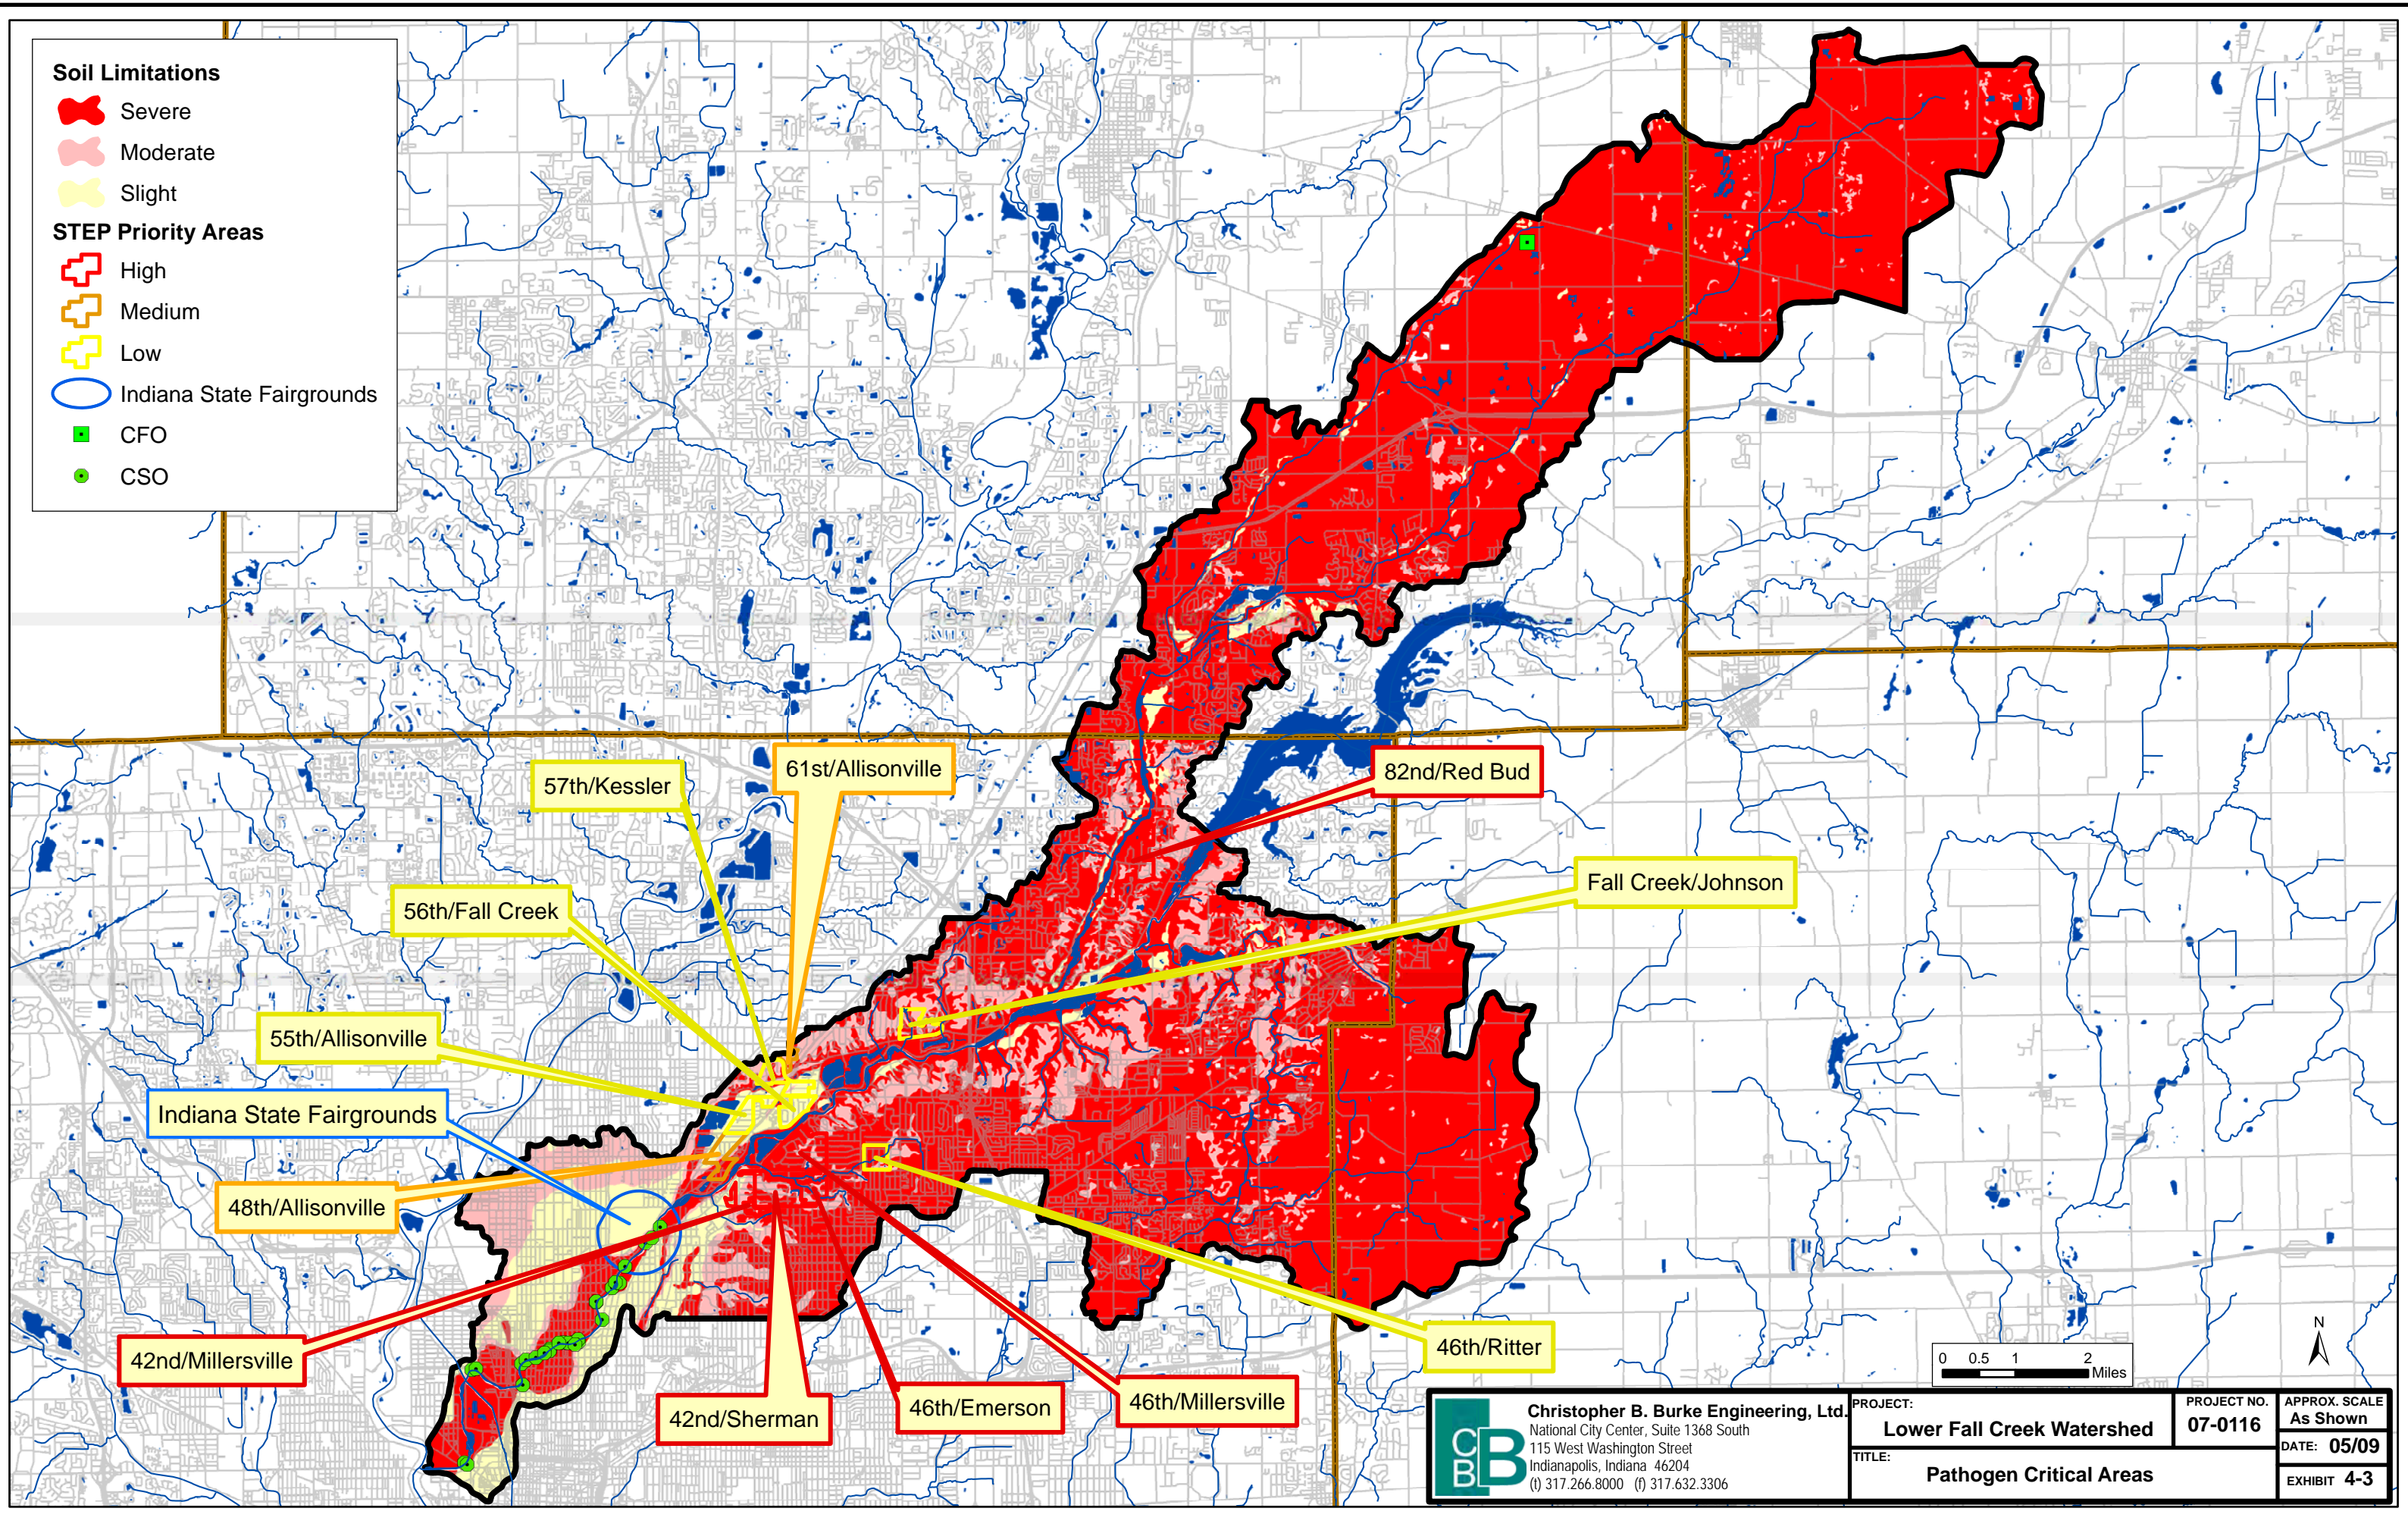 Soil Limitations
Severe
Moderate
Slight
STEP Priority Areas
High
Medium
Low
Indiana State Fairgrounds
CFO
CSO
61st/Allisonville
57th/Kessler
82nd/Red Bud
Fall Creek/Johnson
56th/Fall Creek
55th/Allisonville
Indiana State Fairgrounds
48th/Allisonville
42nd/Millersville
42nd/Sherman
46th/Emerson
46th/Millersville
46th/Ritter
0 0.5 1 2
Miles
N
CBB
Christopher B. Burke Engineering, Ltd.
National City Center, Suite 1368 South
115 West Washington Street
Indianapolis, Indiana 46204
(t) 317.266.8000 (f) 317.632.3306
PROJECT:
Lower Fall Creek Watershed
PROJECT NO.
07-0116
APPROX. SCALE
As Shown
DATE: 05/09
TITLE:
Pathogen Critical Areas
EXHIBIT 4-3